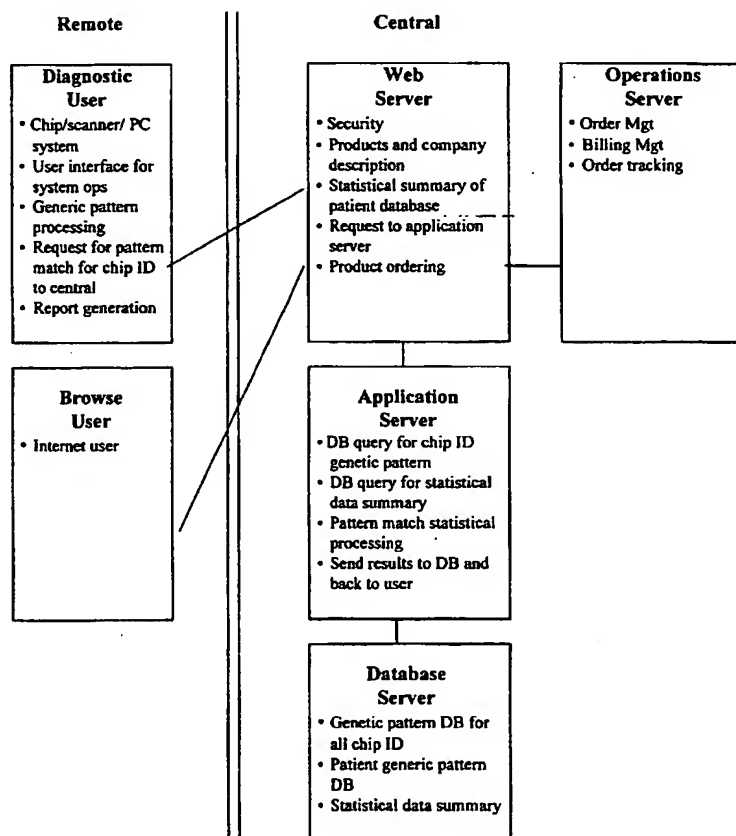 Remote
Central
Diagnostic
User
• Chip/scanner/ PC
system
• User interface for
system ops
• Generic pattern
processing
• Request for pattern
match for chip ID
to central
• Report generation
Web
Server
• Security
• Products and company
description
• Statistical summary of
patient database
• Request to application
server
• Product ordering
Operations
Server
• Order Mgt
• Billing Mgt
• Order tracking
Browse
User
• Internet user
Application
Server
• DB query for chip ID
genetic pattern
• DB query for statistical
data summary
• Pattern match statistical
processing
• Send results to DB and
back to user
Database
Server
• Genetic pattern DB for
all chip ID
• Patient generic pattern
DB
• Statistical data summary